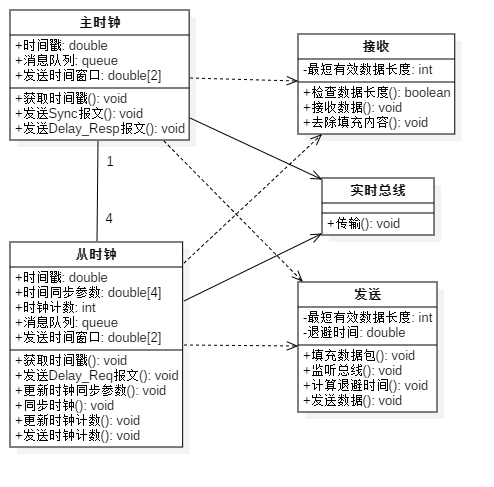 主时钟
+时间戳: double
+消息队列: queue
+发送时间窗口: double[2]
+获取时间戳(): void
+发送Sync报文(): void
+发送Delay_Resp报文(): void
1
4
从时钟
+时间戳: double
+时间同步参数: double[4]
+时钟计数: int
+消息队列: queue
+发送时间窗口: double[2]
+获取时间戳(): void
+发送Delay_Req报文(): void
+更新时钟同步参数(): void
+同步时钟(): void
+更新时钟计数(): void
+发送时钟计数(): void
接收
-最短有效数据长度: int
+检查数据长度(): boolean
+接收数据(): void
+去除填充内容(): void
实时总线
+传输(): void
发送
-最短有效数据长度: int
-退避时间: double
+填充数据包(): void
+监听总线(): void
+计算退避时间(): void
+发送数据(): void